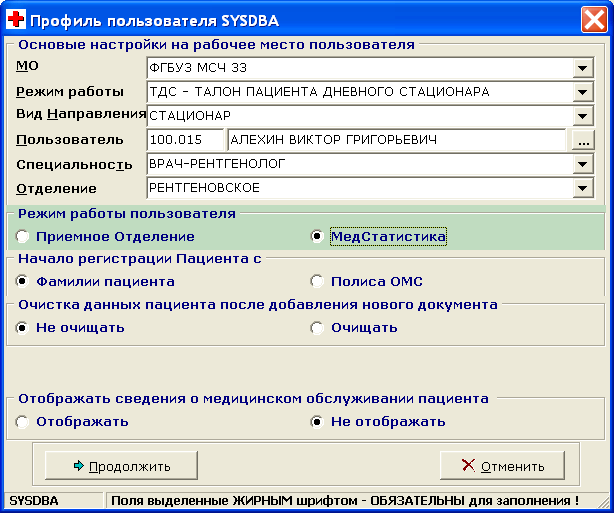 Профиль пользователя SYSDBA
Основые настройки на рабочее место пользователя
МО ФГБУЗ МСЧ 33
Режим работы ТДС - ТАЛОН ПАЦИЕНТА ДНЕВНОГО СТАЦИОНАРА
Вид Направления СТАЦИОНАР
Пользователь 100.015 АЛЕХИН ВИКТОР ГРИГОРЬЕВИЧ ...
Специальность ВРАЧ-РЕНТГЕНОЛОГ
Отделение РЕНТГЕНОВСКОЕ
Режим работы пользователя
Приемное Отделение МедСтатистика
Начало регистрации Пациента с
Фамилии пациента Полиса ОМС
Очистка данных пациента после добавления нового документа
Не очищать Очищать
Отображать сведения о медицинском обслуживании пациента
Отображать Не отображать
Продолжить Отменить
SYSDBA Поля выделенные ЖИРНЫМ шрифтом - ОБЯЗАТЕЛЬНЫ для заполнения !